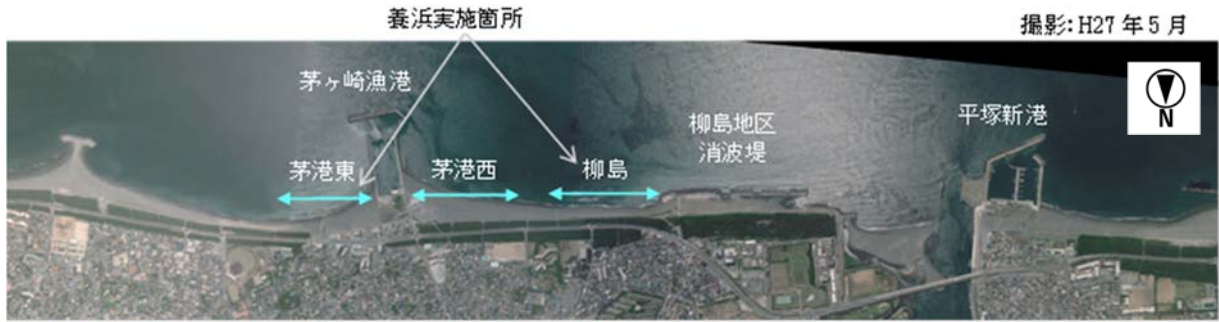 養浜実施箇所
撮影:H27年5月
茅ヶ崎漁港
柳島地区
消波堤
平塚新港
N
茅港東
茅港西
柳島